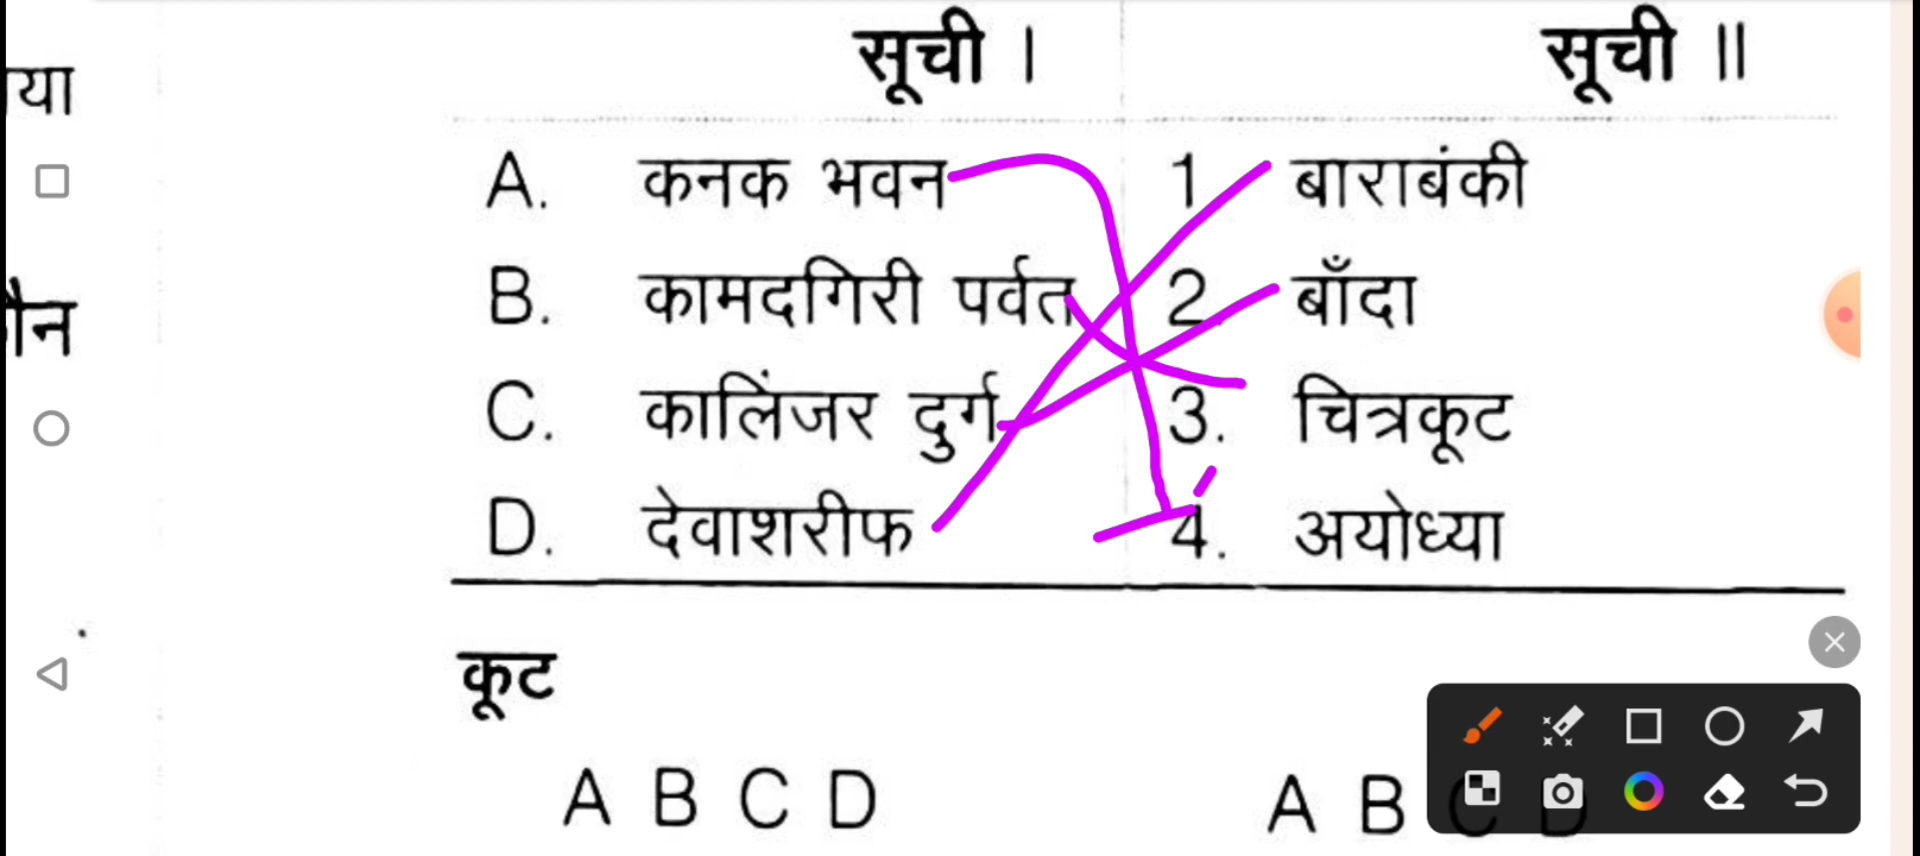 सूची I सूची II
या
A. कनक भवन 1 बाराबंकी
B. कामदगिरी पर्वत 2. बाँदा
ौन
C. कालिंजर दुर्ग 3. चित्रकूट
D. देवाशरीफ 4. अयोध्या
कूट
A B C D A B C D